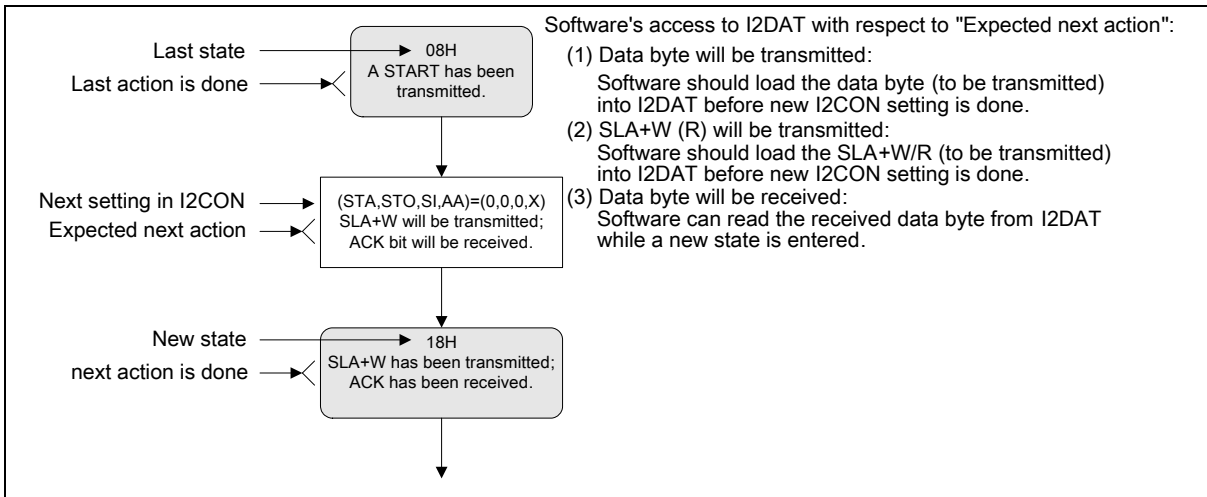 Last state
Last action is done
08H
A START has been
transmitted.
Next setting in I2CON
Expected next action
(STA,STO,SI,AA)=(0,0,0,X)
SLA+W will be transmitted;
ACK bit will be received.
New state
next action is done
18H
SLA+W has been transmitted;
ACK has been received.
Software's access to I2DAT with respect to "Expected next action":
(1) Data byte will be transmitted:
Software should load the data byte (to be transmitted)
into I2DAT before new I2CON setting is done.
(2) SLA+W (R) will be transmitted:
Software should load the SLA+W/R (to be transmitted)
into I2DAT before new I2CON setting is done.
(3) Data byte will be received:
Software can read the received data byte from I2DAT
while a new state is entered.